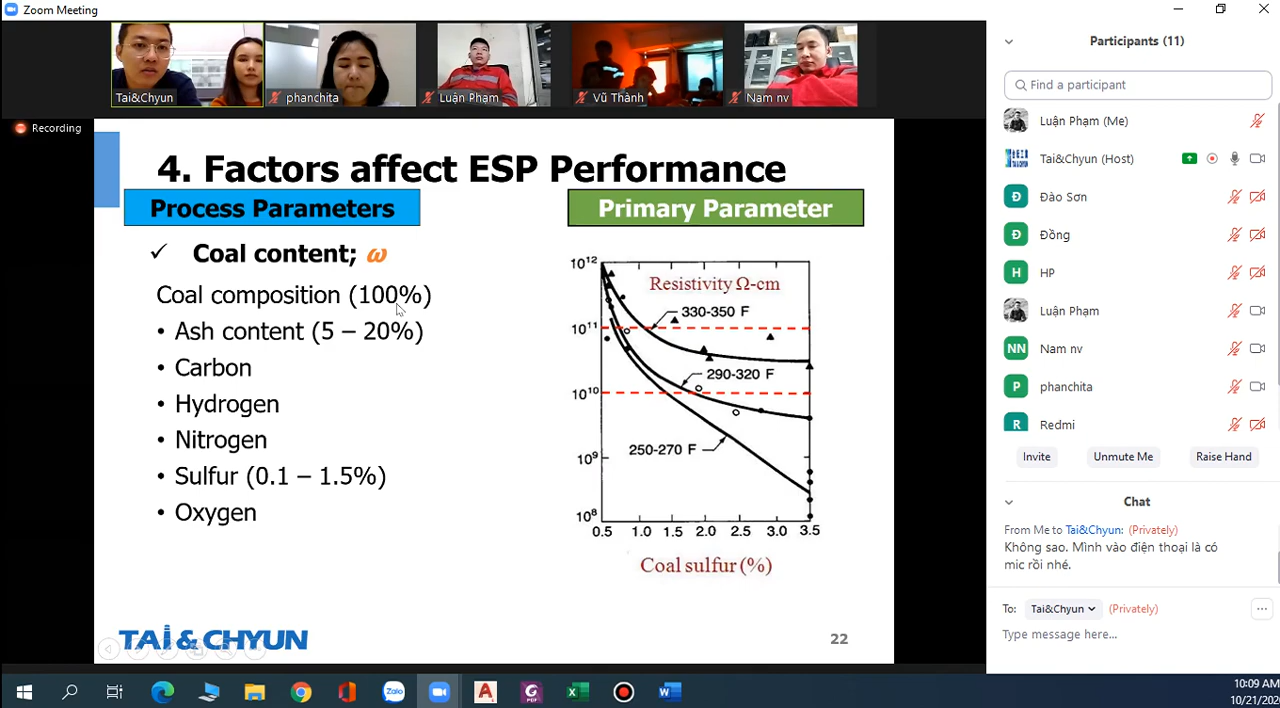 Zoom Meeting
Tai&Chyun
phanchita
Luận Phạm
Vũ Thành
Nam nv
Recording
4. Factors affect ESP Performance
Process Parameters
Primary Parameter
✓ Coal content; ω
Coal composition (100%)
• Ash content (5 – 20%)
• Carbon
• Hydrogen
• Nitrogen
• Sulfur (0.1 – 1.5%)
• Oxygen
Resistivity Ω-cm
10¹²
10¹¹
10¹⁰
10⁹
10⁸
330-350 F
290-320 F
250-270 F
0.5 1.0 1.5 2.0 2.5 3.0 3.5
Coal sulfur (%)
TAI & CHYUN
22
Participants (11)
Find a participant
Luận Phạm (Me)
Tai&Chyun (Host)
Đ Đào Sơn
Đ Đồng
H HP
Luận Phạm
NN Nam nv
P phanchita
R Redmi
Invite
Unmute Me
Raise Hand
Chat
From Me to Tai&Chyun: (Privately)
Không sao. Mình vào điện thoại là có
mic rồi nhé.
To: Tai&Chyun (Privately)
Type message here...
Zalo
10:09 AM